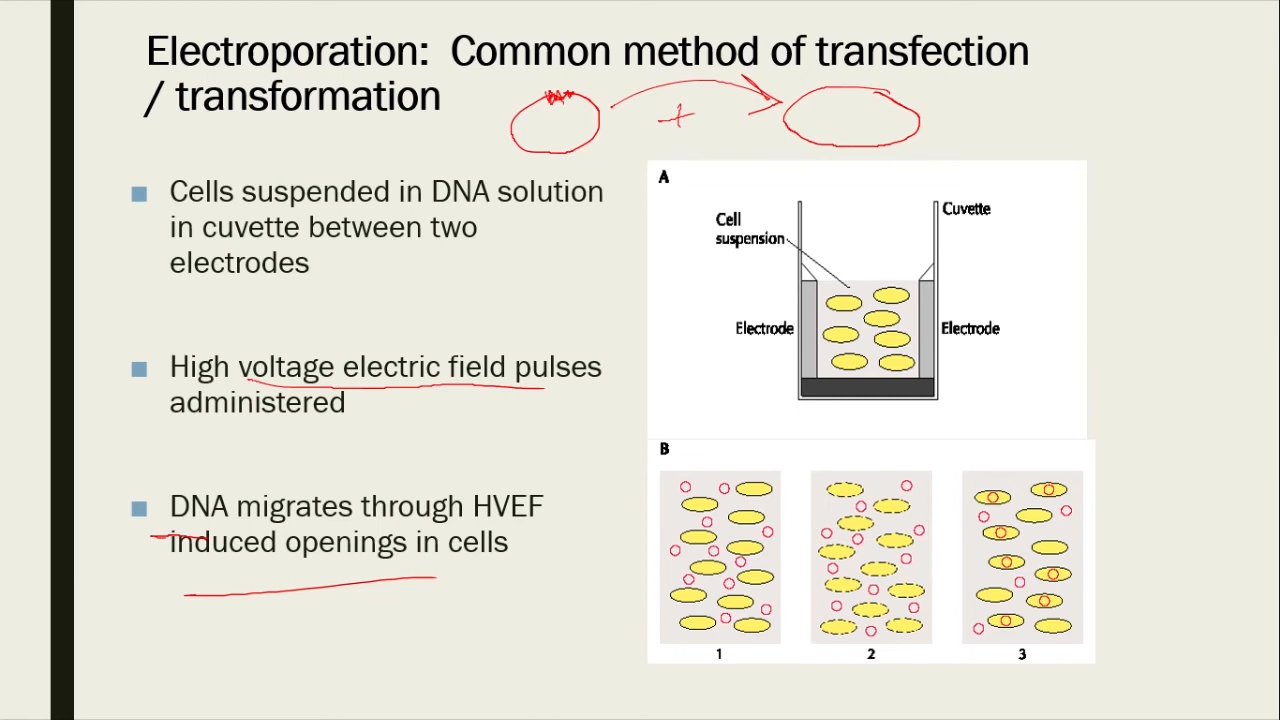 Electroporation: Common method of transfection
/ transformation
+
Cells suspended in DNA solution
in cuvette between two
electrodes
High voltage electric field pulses
administered
DNA migrates through HVEF
induced openings in cells
A
Cuvette
Cell
suspension
Electrode
Electrode
B
1
2
3